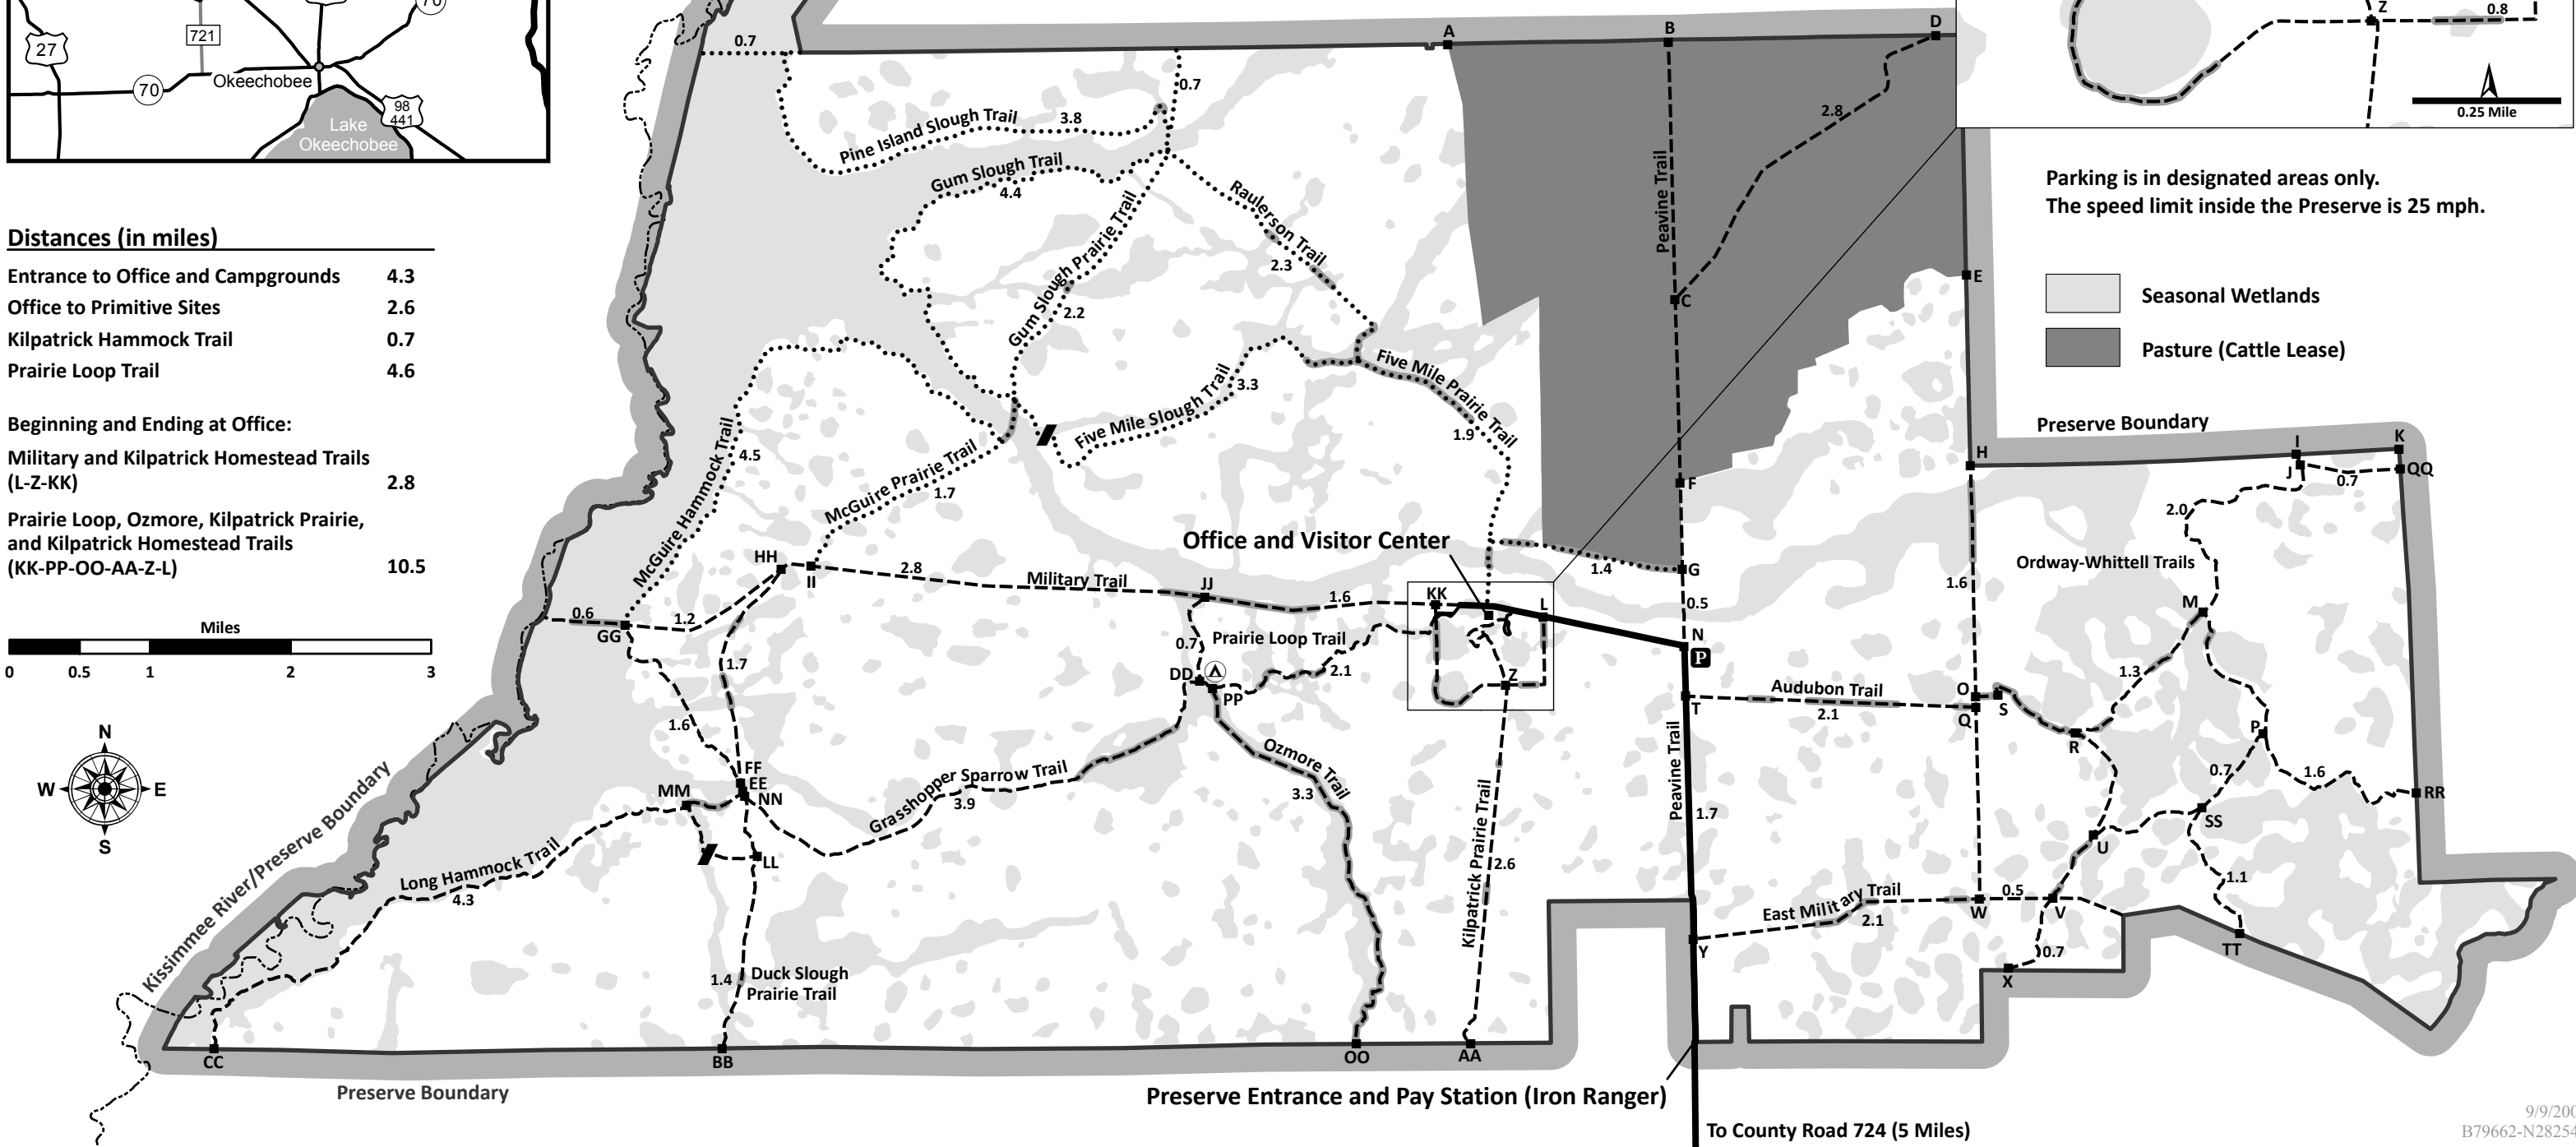 70
27
721
70
Okeechobee
98
441
Lake
Okeechobee
Distances (in miles)
Entrance to Office and Campgrounds 4.3
Office to Primitive Sites 2.6
Kilpatrick Hammock Trail 0.7
Prairie Loop Trail 4.6
Beginning and Ending at Office:
Military and Kilpatrick Homestead Trails
(L-Z-KK) 2.8
Prairie Loop, Ozmore, Kilpatrick Prairie,
and Kilpatrick Homestead Trails
(KK-PP-OO-AA-Z-L) 10.5
Miles
0 0.5 1 2 3
N
W E
S
Z
0.8
0.25 Mile
Parking is in designated areas only.
The speed limit inside the Preserve is 25 mph.
Seasonal Wetlands
Pasture (Cattle Lease)
Preserve Boundary
0.7
A
B
D
0.7
Pine Island Slough Trail
3.8
Gum Slough Trail
4.4
Raulerson Trail
2.3
Gum Slough Prairie Trail
2.2
Peavine Trail
2.8
C
E
Five Mile Slough Trail
3.3
Five Mile Prairie Trail
1.9
McGuire Hammock Trail
4.5
McGuire Prairie Trail
1.7
F
H
I
K
J
QQ
0.7
2.0
Ordway-Whittell Trails
Office and Visitor Center
HH
II
2.8
Military Trail
JJ
1.6
KK
L
1.4
G
0.5
N
P
1.6
M
0.6
GG
1.2
1.7
0.7
Prairie Loop Trail
2.1
DD
PP
Z
T
Audubon Trail
2.1
O
Q
S
R
1.3
P
1.6
Ozmore Trail
3.3
Peavine Trail
1.7
0.7
1.6
RR
FF
EE
MM
NN
Grasshopper Sparrow Trail
3.9
SS
U
LL
Long Hammock Trail
4.3
Kilpatrick Prairie Trail
2.6
East Military Trail
2.1
0.5
W
V
1.1
TT
Y
0.7
X
1.4
Duck Slough
Prairie Trail
Kissimmee River/Preserve Boundary
CC
BB
OO
AA
Preserve Boundary
Preserve Entrance and Pay Station (Iron Ranger)
To County Road 724 (5 Miles)